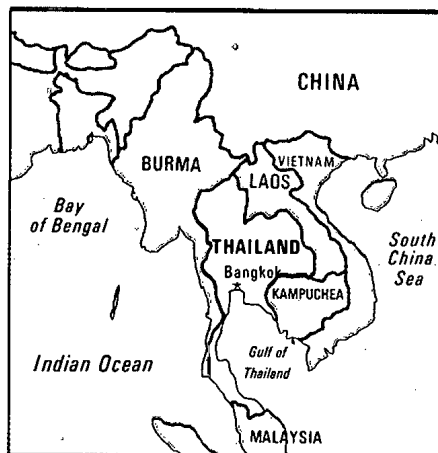 CHINA
BURMA
VIETNAM
LAOS
Bay
of Bengal
THAILAND
Bangkok
South
China
Sea
KAMPUCHEA
Indian Ocean
Gulf of
Thailand
MALAYSIA